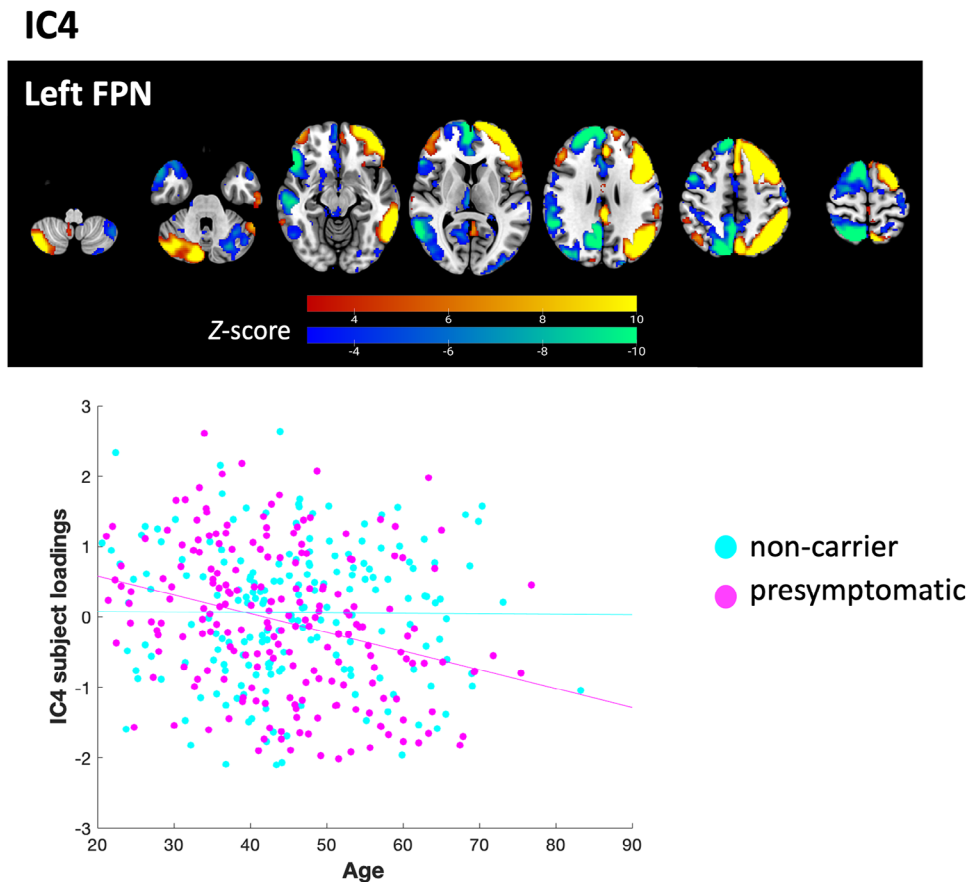 IC4
Left FPN
Z-score
4 6 8 10
-4 -6 -8 -10
3
2
1
0
-1
-2
-3
IC4 subject loadings
20 30 40 50 60 70 80 90
Age
non-carrier
presymptomatic